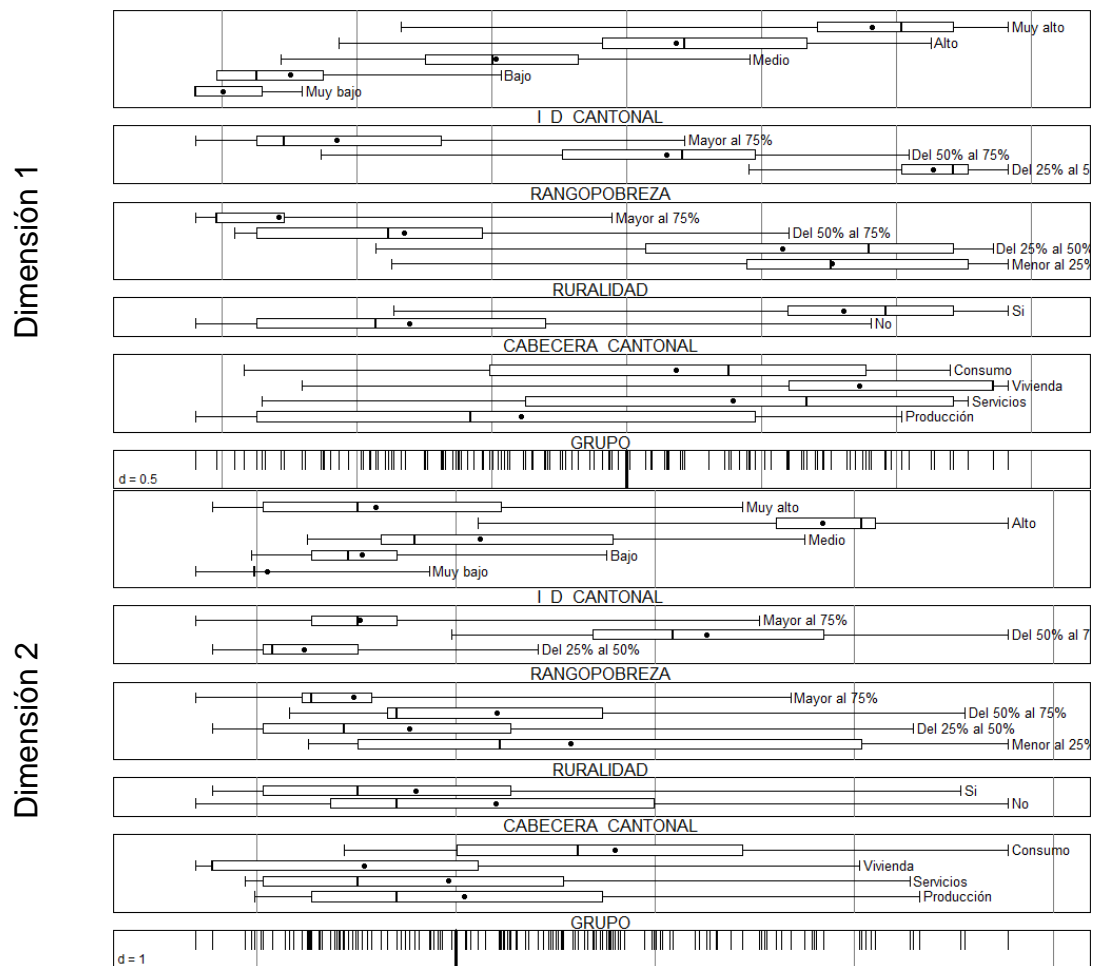 Dimensión 1
Muy alto
Alto
Medio
Bajo
Muy bajo
I D CANTONAL
Mayor al 75%
Del 50% al 75%
Del 25% al 5
RANGOPOBREZA
Mayor al 75%
Del 50% al 75%
Del 25% al 50%
Menor al 25%
RURALIDAD
Si
No
CABECERA CANTONAL
Consumo
Vivienda
Servicios
Producción
GRUPO
d = 0.5
Dimensión 2
Muy alto
Alto
Medio
Bajo
Muy bajo
I D CANTONAL
Mayor al 75%
Del 50% al 7
Del 25% al 50%
RANGOPOBREZA
Mayor al 75%
Del 50% al 75%
Del 25% al 50%
Menor al 25%
RURALIDAD
Si
No
CABECERA CANTONAL
Consumo
Vivienda
Servicios
Producción
GRUPO
d = 1